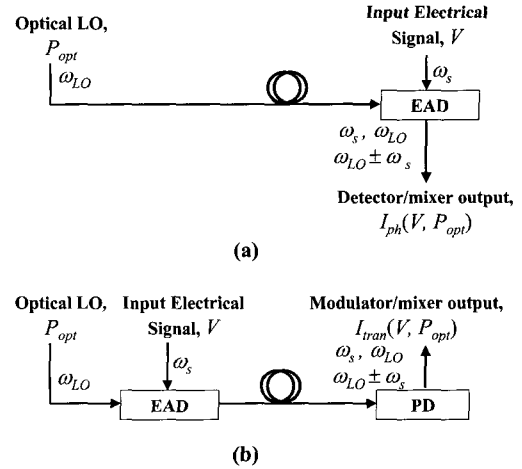 Optical LO,
P_opt
ω_LO
Input Electrical
Signal, V
ω_s
EAD
ω_s , ω_LO
ω_LO ± ω_s
Detector/mixer output,
I_ph(V, P_opt)
(a)
Optical LO,
P_opt
ω_LO
Input Electrical
Signal, V
ω_s
EAD
Modulator/mixer output,
I_tran(V, P_opt)
ω_s , ω_LO
ω_LO ± ω_s
PD
(b)